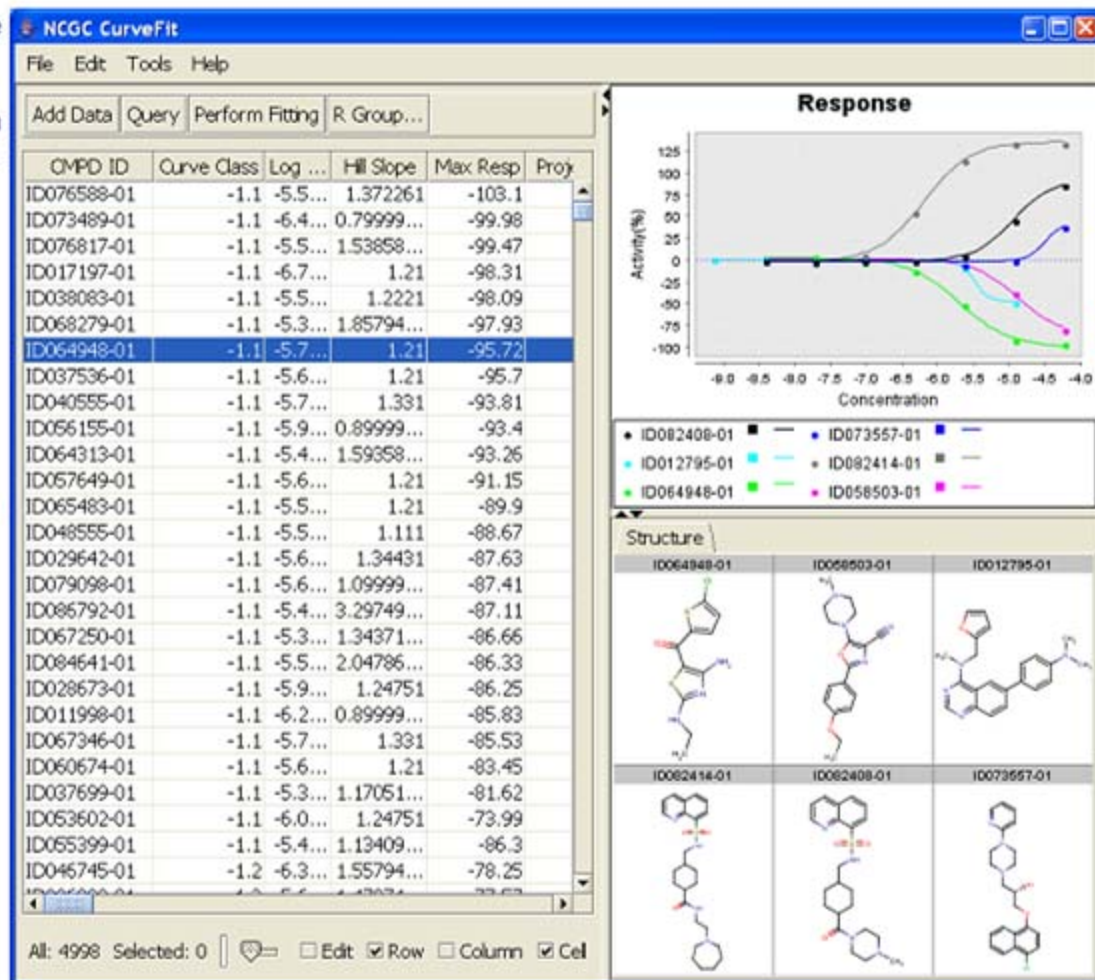 NCGC CurveFit
File Edit Tools Help
Add Data Query Perform Fitting R Group...
CMPD ID Curve Class Log ... Hill Slope Max Resp Proj
ID076588-01 -1.1 -5.5... 1.372261 -103.1
ID073489-01 -1.1 -6.4... 0.79999... -99.98
ID076817-01 -1.1 -5.5... 1.53858... -99.47
ID017197-01 -1.1 -6.7... 1.21 -98.31
ID038083-01 -1.1 -5.5... 1.2221 -98.09
ID068279-01 -1.1 -5.3... 1.85794... -97.93
ID064948-01 -1.1 -5.7... 1.21 -95.72
ID037536-01 -1.1 -5.6... 1.21 -95.7
ID040555-01 -1.1 -5.7... 1.331 -93.81
ID056155-01 -1.1 -5.9... 0.89999... -93.4
ID064313-01 -1.1 -5.4... 1.59358... -93.26
ID057649-01 -1.1 -5.6... 1.21 -91.15
ID065483-01 -1.1 -5.5... 1.21 -89.9
ID048555-01 -1.1 -5.5... 1.111 -88.67
ID029642-01 -1.1 -5.6... 1.34431 -87.63
ID079098-01 -1.1 -5.6... 1.09999... -87.41
ID086792-01 -1.1 -5.4... 3.29749... -87.11
ID067250-01 -1.1 -5.3... 1.34371... -86.66
ID084641-01 -1.1 -5.5... 2.04786... -86.33
ID028673-01 -1.1 -5.9... 1.24751 -86.25
ID011998-01 -1.1 -6.2... 0.89999... -85.83
ID067346-01 -1.1 -5.7... 1.331 -85.53
ID060674-01 -1.1 -5.6... 1.21 -83.45
ID037699-01 -1.1 -5.3... 1.17051... -81.62
ID053602-01 -1.1 -6.0... 1.24751 -73.99
ID055399-01 -1.1 -5.4... 1.13409... -86.3
ID046745-01 -1.2 -6.3... 1.55794... -78.25
All: 4998 Selected: 0 Edit Row Column Cell
Response
Activity(%)
125
100
75
50
25
0
-25
-50
-75
-100
-9.0 -8.5 -8.0 -7.5 -7.0 -6.5 -6.0 -5.5 -5.0 -4.5 -4.0
Concentration
ID082408-01 ID073557-01
ID012795-01 ID082414-01
ID064948-01 ID058503-01
Structure
ID064948-01 ID058503-01 ID012795-01
ID082414-01 ID082408-01 ID073557-01